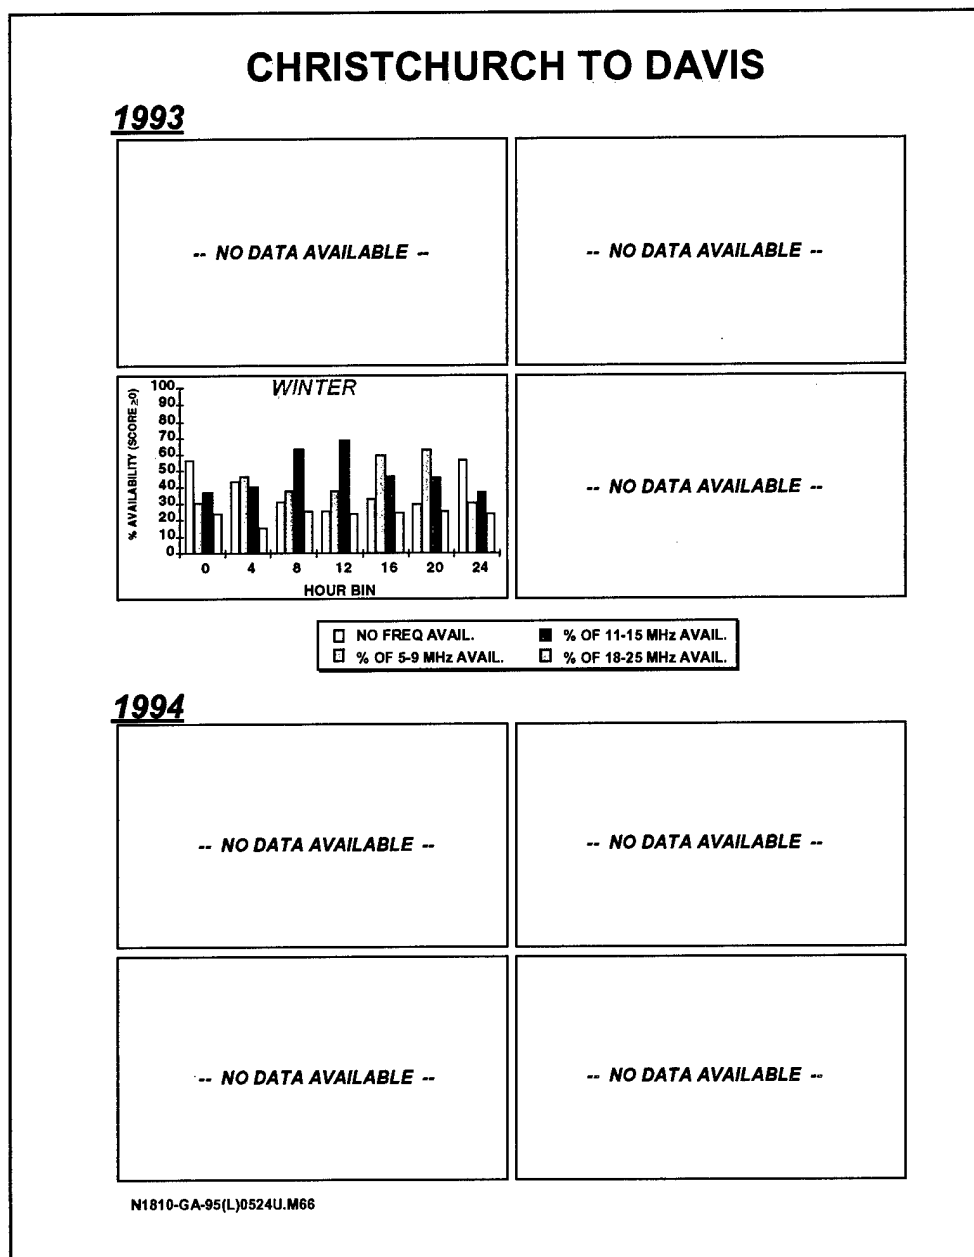 CHRISTCHURCH TO DAVIS
1993
-- NO DATA AVAILABLE --
-- NO DATA AVAILABLE --
WINTER
% AVAILABILITY (SCORE ≥0)
100
90
80
70
60
50
40
30
20
10
0
0 4 8 12 16 20 24
HOUR BIN
-- NO DATA AVAILABLE --
NO FREQ AVAIL.
% OF 11-15 MHz AVAIL.
% OF 5-9 MHz AVAIL.
% OF 18-25 MHz AVAIL.
1994
-- NO DATA AVAILABLE --
-- NO DATA AVAILABLE --
-- NO DATA AVAILABLE --
-- NO DATA AVAILABLE --
N1810-GA-95(L)0524U.M66